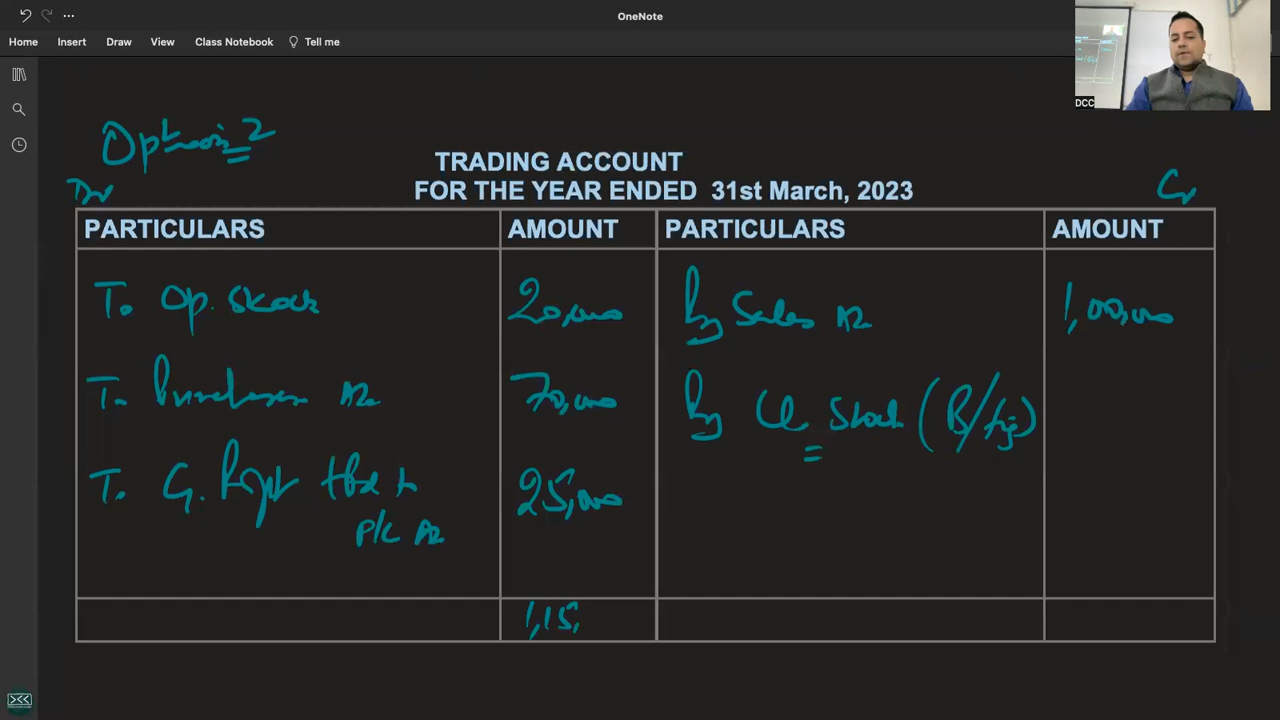 OneNote
Home Insert Draw View Class Notebook Tell me
DCC
Option 2
TRADING ACCOUNT
FOR THE YEAR ENDED 31st March, 2023
Dr Cr
PARTICULARS AMOUNT PARTICULARS AMOUNT
To Op. Stock 20,000 By Sales A/c 1,00,000
To Purchases A/c 70,000 By Cl. Stock (B/fig)
To G. Profit tfd to 25,000
P/L A/c
1,15,